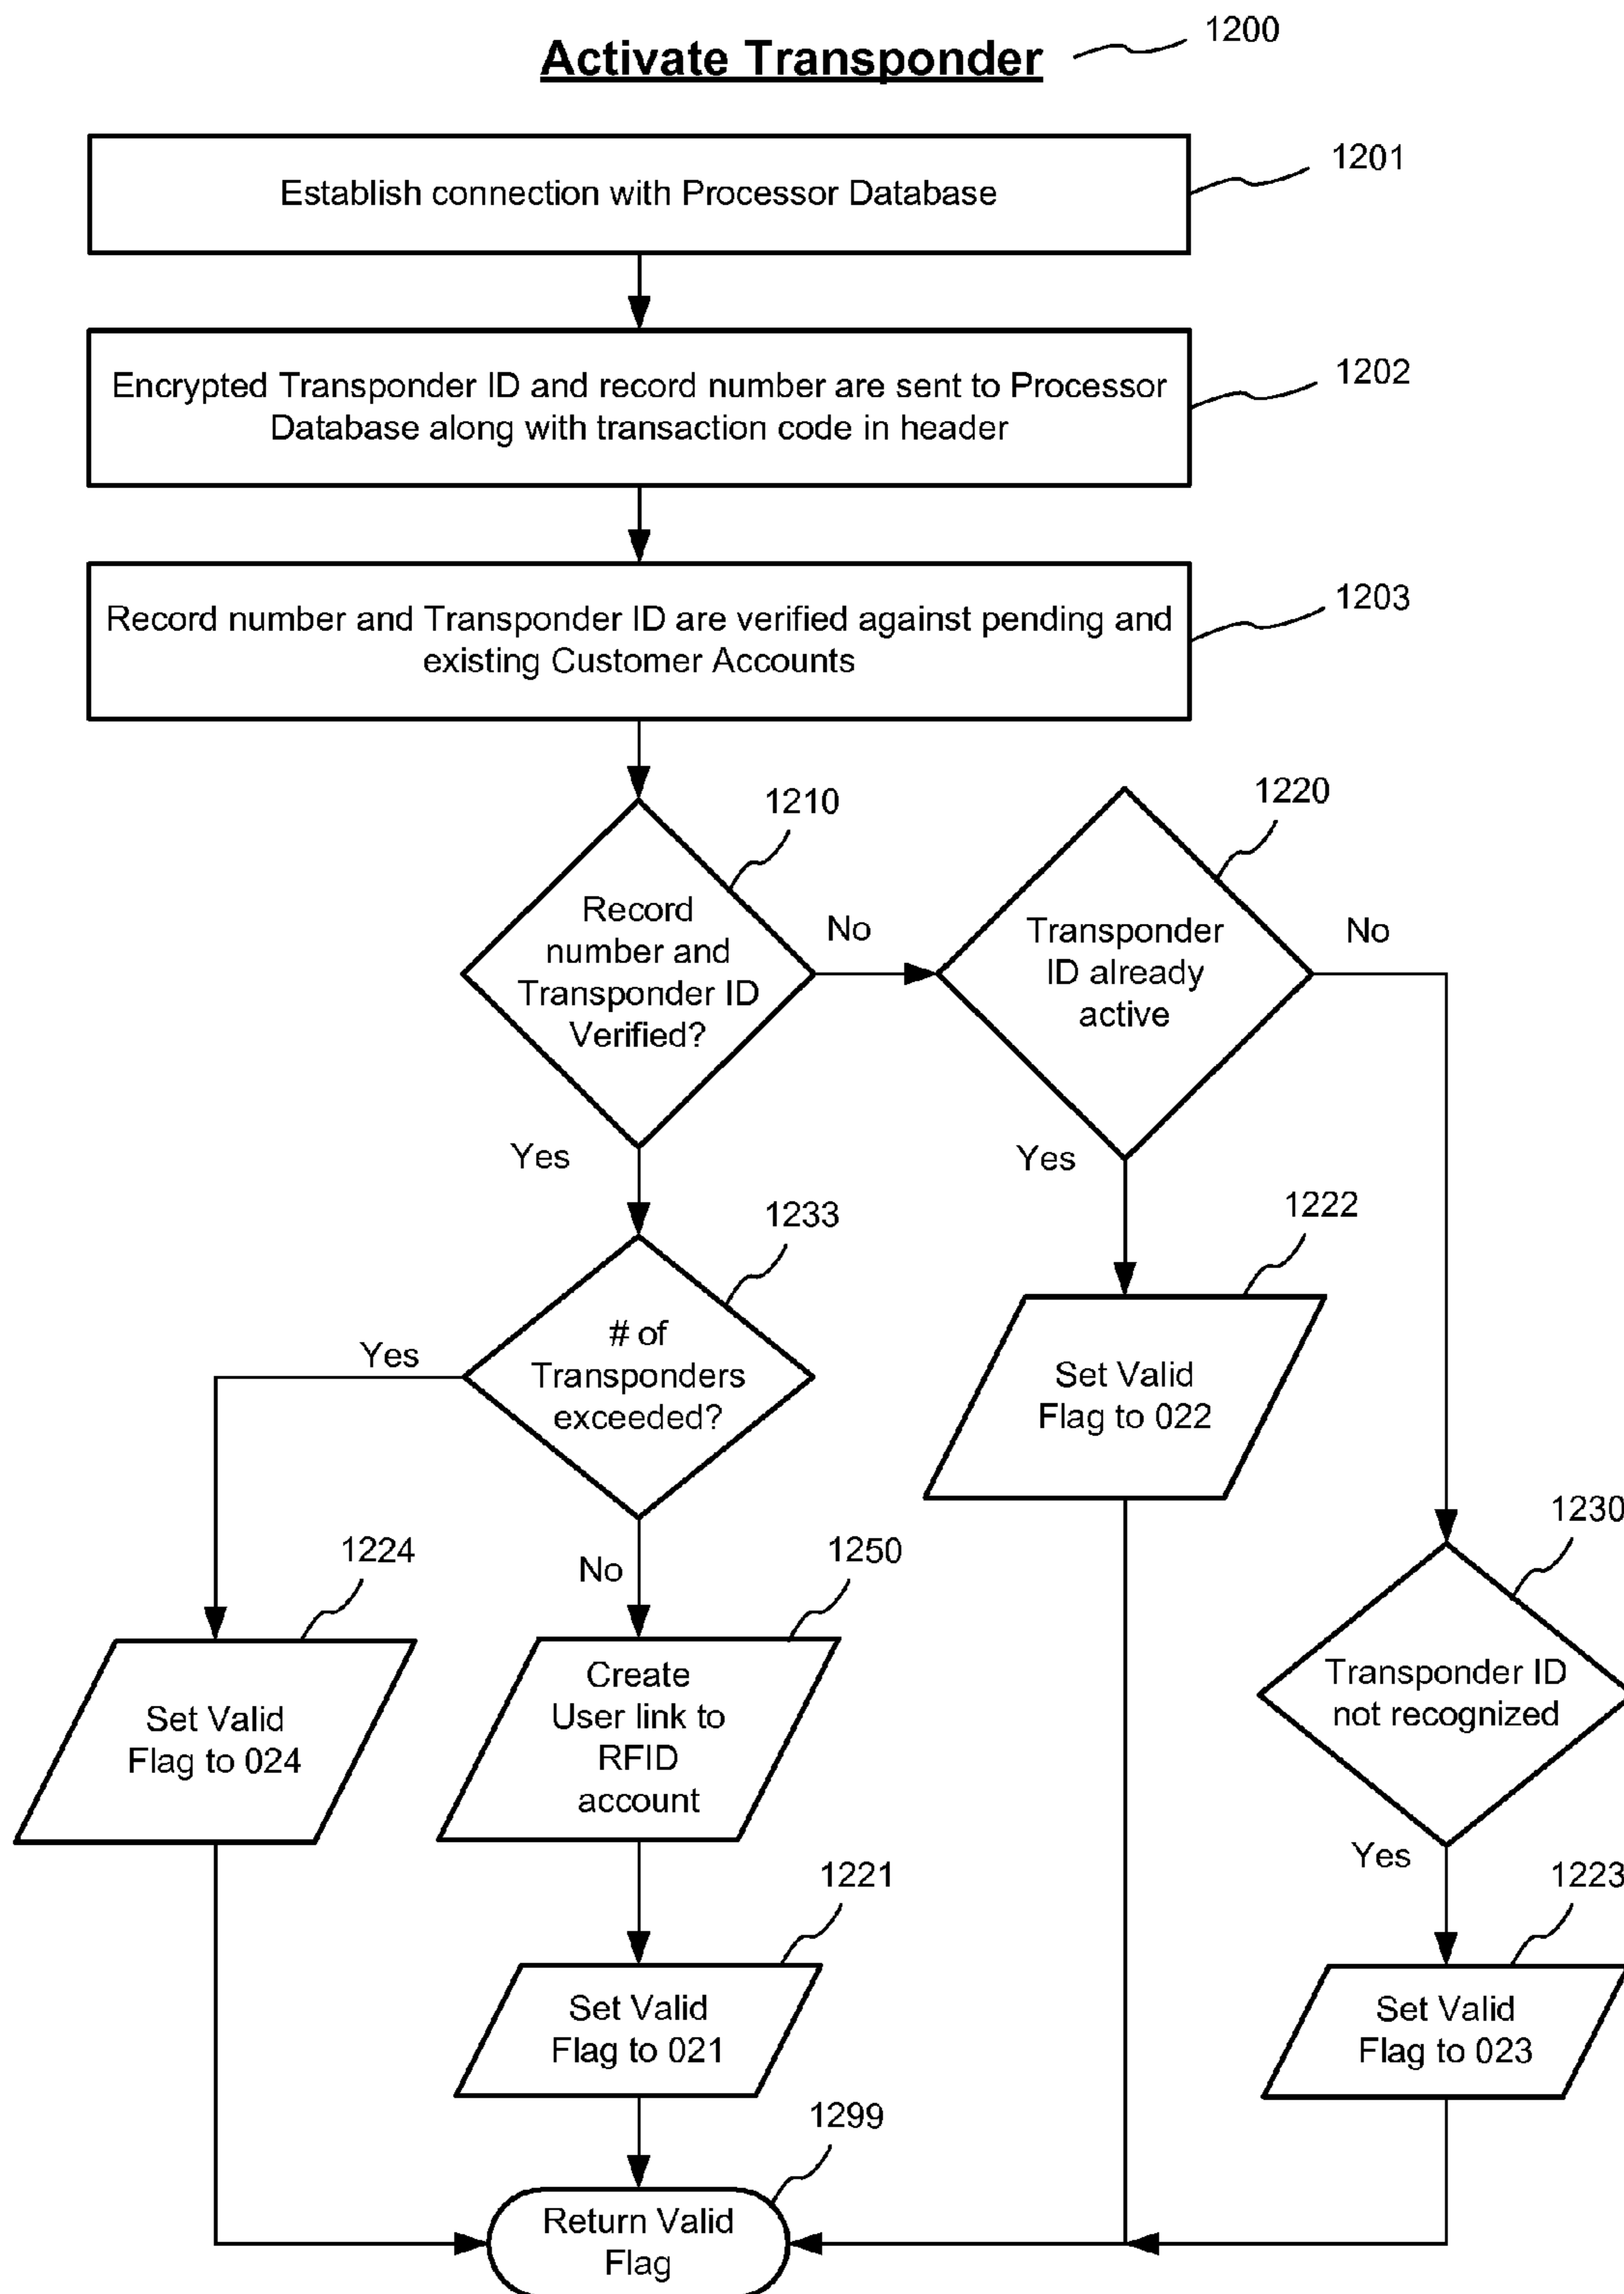 Activate Transponder
1200
Establish connection with Processor Database
1201
Encrypted Transponder ID and record number are sent to Processor
Database along with transaction code in header
1202
Record number and Transponder ID are verified against pending and
existing Customer Accounts
1203
1210
Record
number and
Transponder ID
Verified?
No
1220
Transponder
ID already
active
No
Yes
Yes
1233
# of
Transponders
exceeded?
Yes
No
1222
Set Valid
Flag to 022
1230
Transponder ID
not recognized
Yes
1224
Set Valid
Flag to 024
1250
Create
User link to
RFID
account
1221
Set Valid
Flag to 021
1223
Set Valid
Flag to 023
1299
Return Valid
Flag